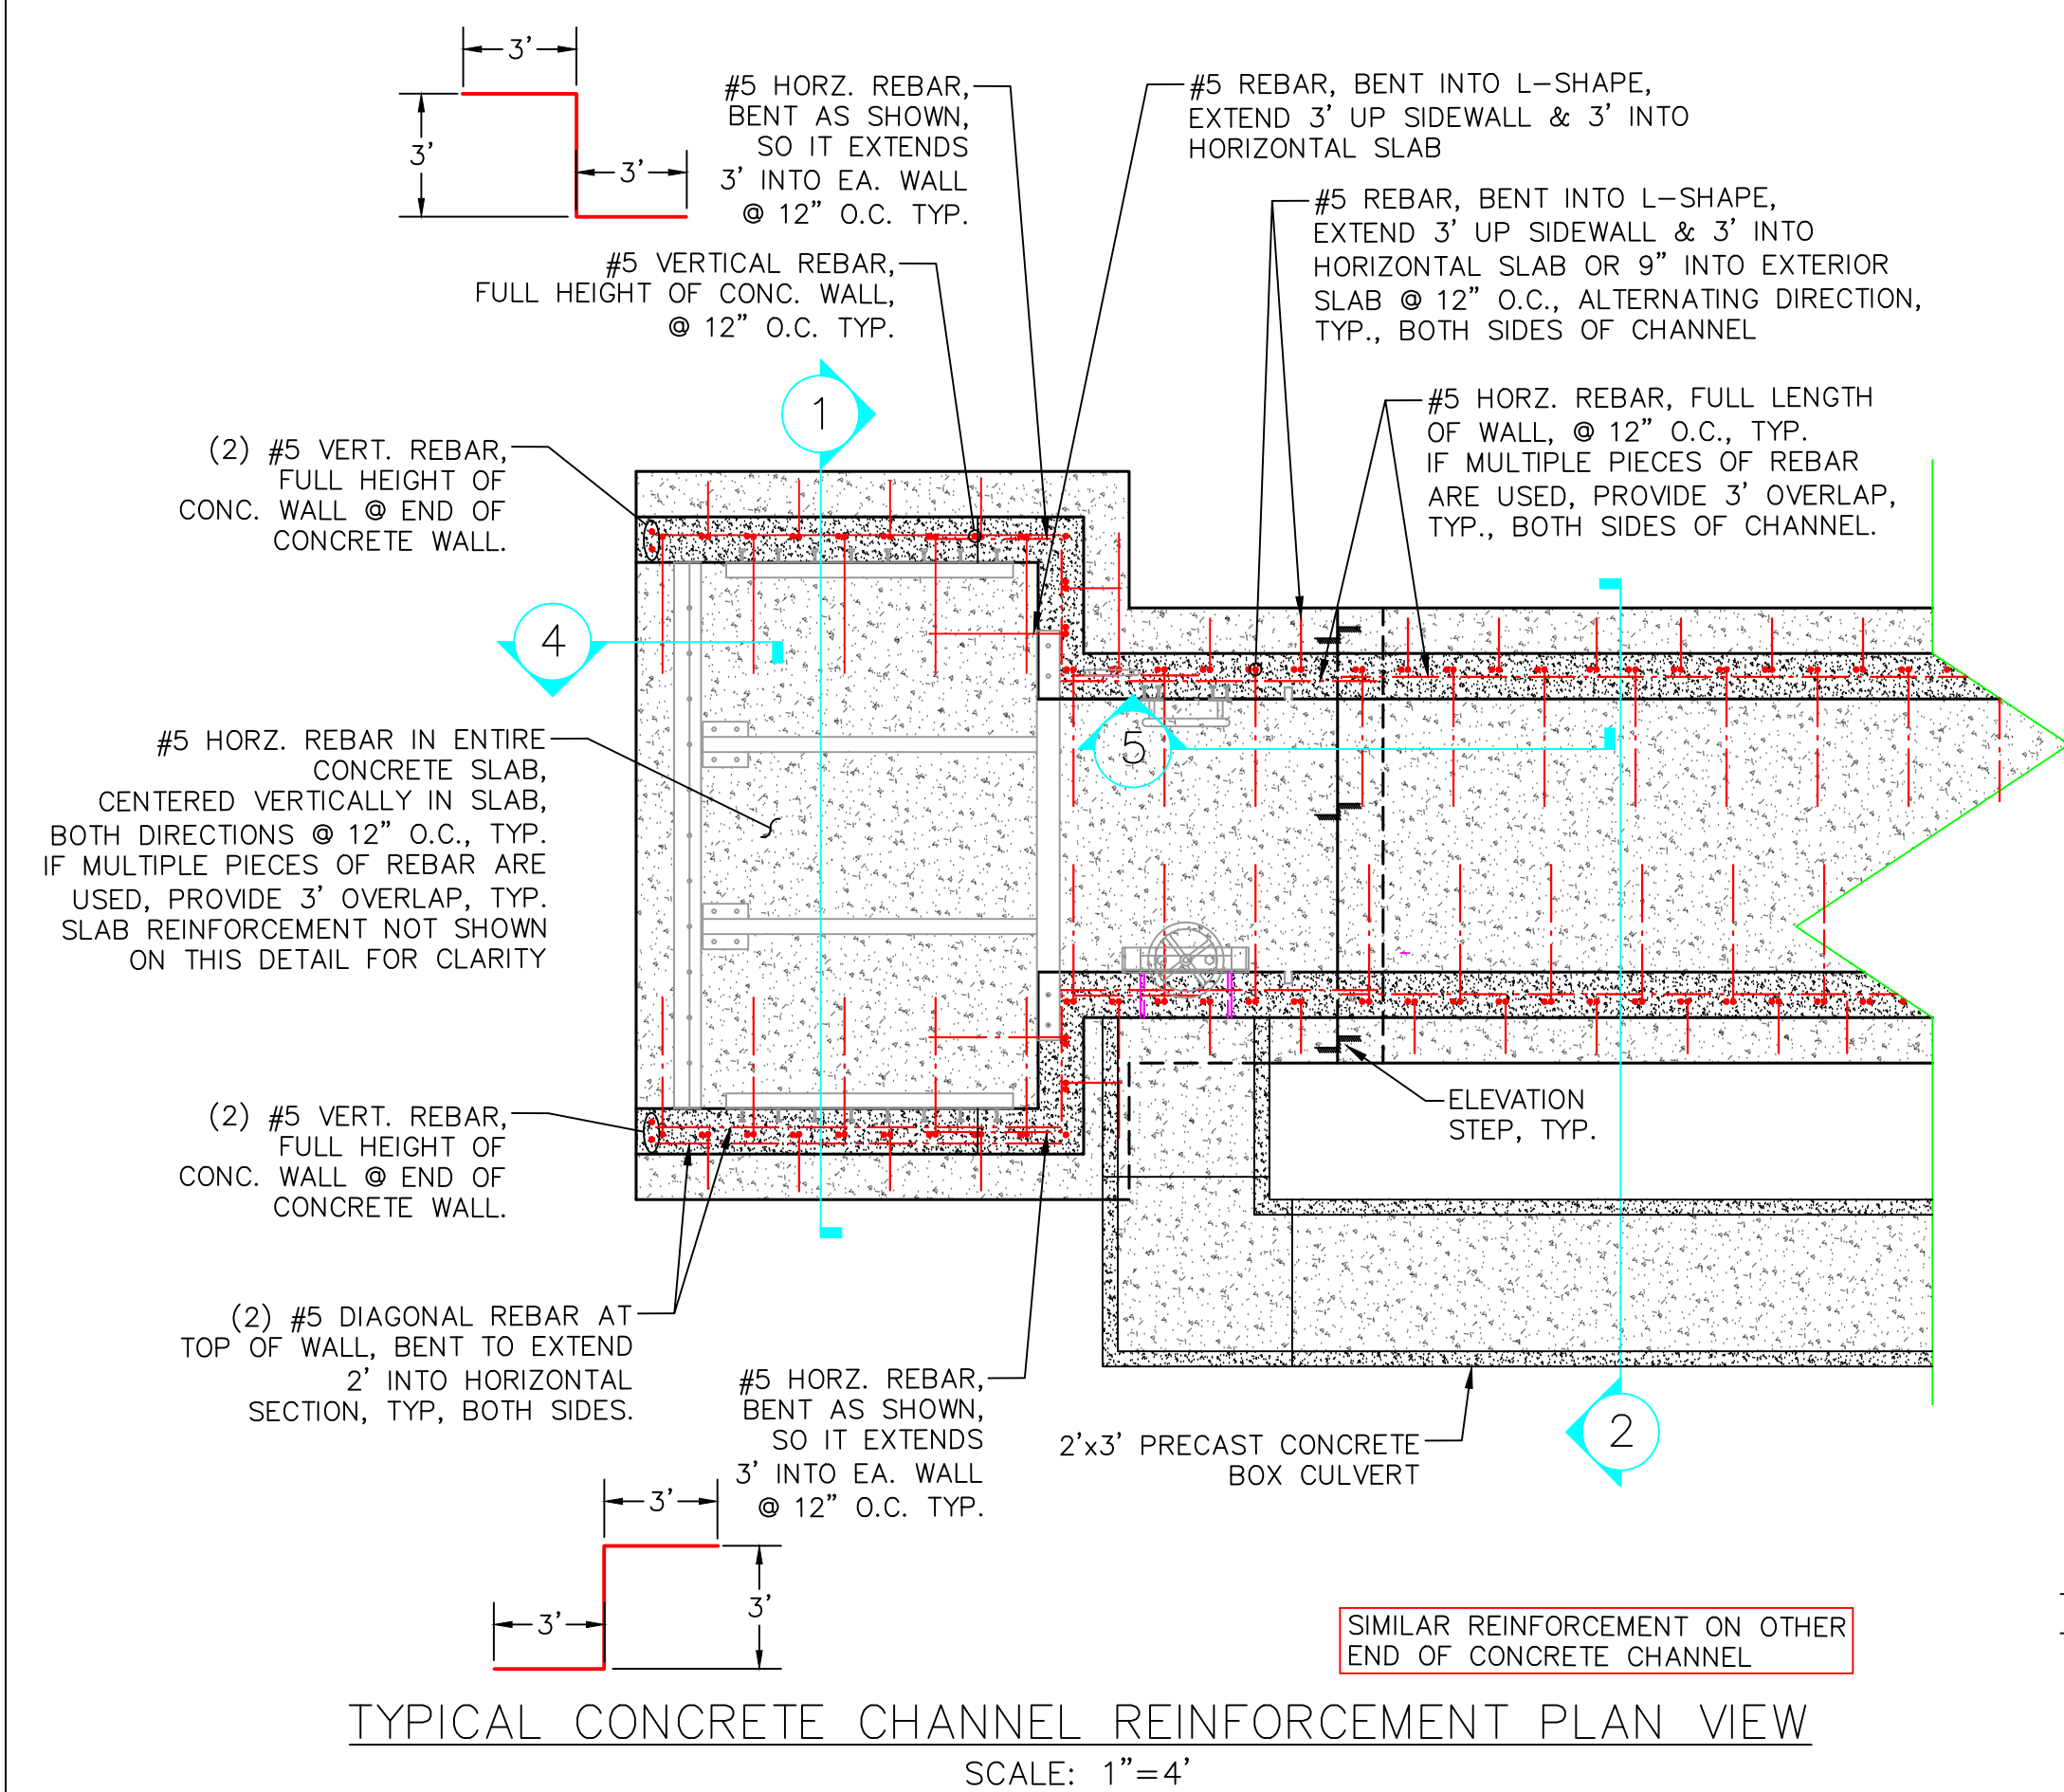 3'
3'
3'
#5 HORZ. REBAR,
BENT AS SHOWN,
SO IT EXTENDS
3' INTO EA. WALL
@ 12" O.C. TYP.
#5 REBAR, BENT INTO L-SHAPE,
EXTEND 3' UP SIDEWALL & 3' INTO
HORIZONTAL SLAB
#5 REBAR, BENT INTO L-SHAPE,
EXTEND 3' UP SIDEWALL & 3' INTO
HORIZONTAL SLAB OR 9" INTO EXTERIOR
SLAB @ 12" O.C., ALTERNATING DIRECTION,
TYP., BOTH SIDES OF CHANNEL
#5 VERTICAL REBAR,
FULL HEIGHT OF CONC. WALL,
@ 12" O.C. TYP.
#5 HORZ. REBAR, FULL LENGTH
OF WALL, @ 12" O.C., TYP.
IF MULTIPLE PIECES OF REBAR
ARE USED, PROVIDE 3' OVERLAP,
TYP., BOTH SIDES OF CHANNEL.
1
(2) #5 VERT. REBAR,
FULL HEIGHT OF
CONC. WALL @ END OF
CONCRETE WALL.
4
5
#5 HORZ. REBAR IN ENTIRE
CONCRETE SLAB,
CENTERED VERTICALLY IN SLAB,
BOTH DIRECTIONS @ 12" O.C., TYP.
IF MULTIPLE PIECES OF REBAR ARE
USED, PROVIDE 3' OVERLAP, TYP.
SLAB REINFORCEMENT NOT SHOWN
ON THIS DETAIL FOR CLARITY
(2) #5 VERT. REBAR,
FULL HEIGHT OF
CONC. WALL @ END OF
CONCRETE WALL.
ELEVATION
STEP, TYP.
(2) #5 DIAGONAL REBAR AT
TOP OF WALL, BENT TO EXTEND
2' INTO HORIZONTAL
SECTION, TYP, BOTH SIDES.
#5 HORZ. REBAR,
BENT AS SHOWN,
SO IT EXTENDS
3' INTO EA. WALL
@ 12" O.C. TYP.
2'x3' PRECAST CONCRETE
BOX CULVERT
2
3'
3'
3'
SIMILAR REINFORCEMENT ON OTHER
END OF CONCRETE CHANNEL
TYPICAL CONCRETE CHANNEL REINFORCEMENT PLAN VIEW
SCALE: 1"=4'